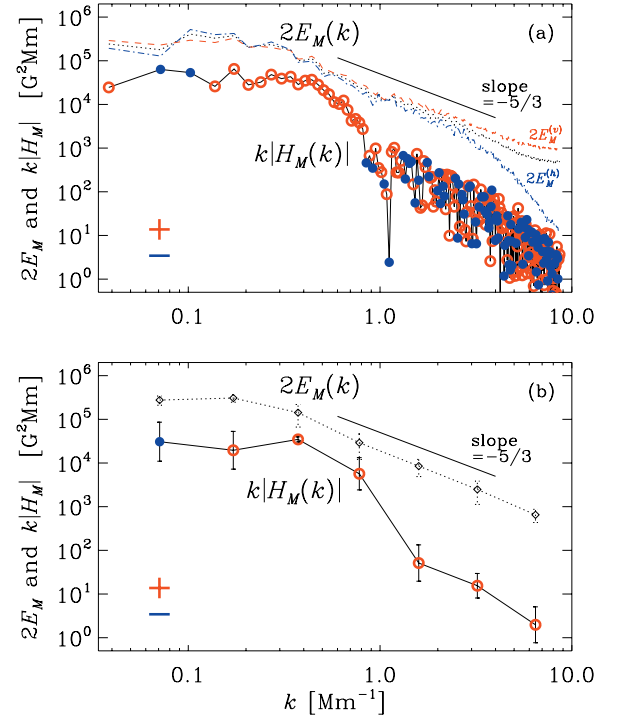 2E_M(k)
(a)
10^6
10^5
10^4
10^3
10^2
10^1
10^0
2E_M and k|H_M| [G^2Mm]
slope
=−5/3
2E_M^(v)
2E_M^(h)
k|H_M(k)|
+
−
0.1 1.0 10.0
2E_M(k)
(b)
10^6
10^5
10^4
10^3
10^2
10^1
10^0
2E_M and k|H_M| [G^2Mm]
slope
=−5/3
k|H_M(k)|
+
−
0.1 1.0 10.0
k [Mm^−1]